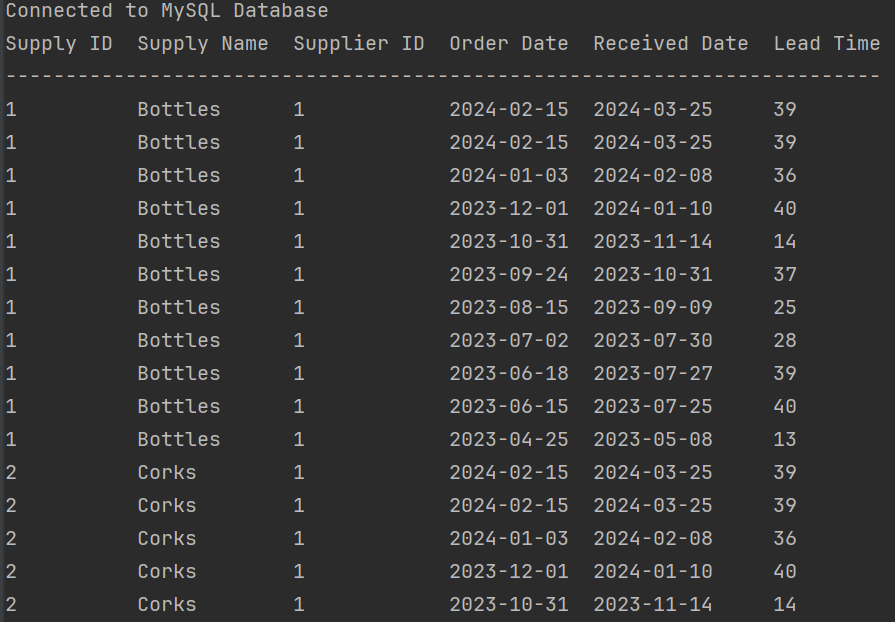 Connected to MySQL Database
Supply ID  Supply Name  Supplier ID  Order Date  Received Date  Lead Time
-------------------------------------------------------------------------
1          Bottles      1            2024-02-15  2024-03-25     39
1          Bottles      1            2024-02-15  2024-03-25     39
1          Bottles      1            2024-01-03  2024-02-08     36
1          Bottles      1            2023-12-01  2024-01-10     40
1          Bottles      1            2023-10-31  2023-11-14     14
1          Bottles      1            2023-09-24  2023-10-31     37
1          Bottles      1            2023-08-15  2023-09-09     25
1          Bottles      1            2023-07-02  2023-07-30     28
1          Bottles      1            2023-06-18  2023-07-27     39
1          Bottles      1            2023-06-15  2023-07-25     40
1          Bottles      1            2023-04-25  2023-05-08     13
2          Corks        1            2024-02-15  2024-03-25     39
2          Corks        1            2024-02-15  2024-03-25     39
2          Corks        1            2024-01-03  2024-02-08     36
2          Corks        1            2023-12-01  2024-01-10     40
2          Corks        1            2023-10-31  2023-11-14     14